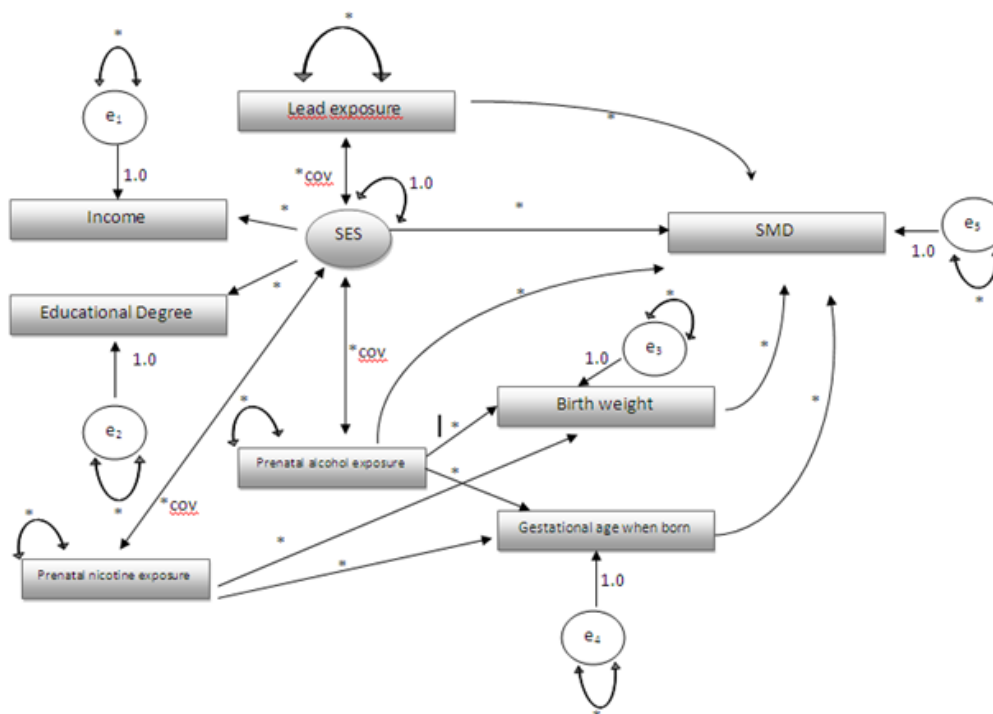 *
*
e₁
Lead exposure
*
1.0
*cov
1.0
Income
*
SES
*
SMD
e₅
1.0
*
*
*
Educational Degree
1.0
*cov
*
e₃
1.0
*
*
Birth weight
*
e₂
*
| *
Prenatal alcohol exposure
*
*cov
*
*
Gestational age when born
*
*
Prenatal nicotine exposure
1.0
e₄
*